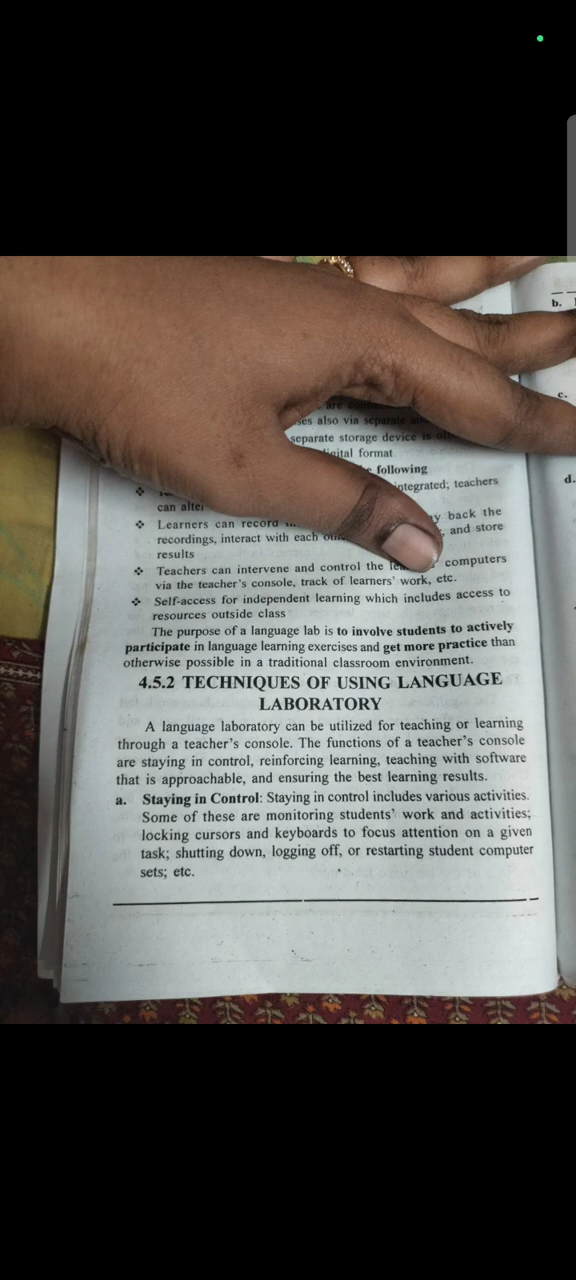 ses also via separate
separate storage device is
digital format
following
integrated; teachers
can alter
Learners can record back the
recordings, interact with each and store
results
Teachers can intervene and control the computers
via the teacher's console, track of learners' work, etc.
Self-access for independent learning which includes access to
resources outside class
The purpose of a language lab is to involve students to actively
participate in language learning exercises and get more practice than
otherwise possible in a traditional classroom environment.
4.5.2 TECHNIQUES OF USING LANGUAGE
LABORATORY
A language laboratory can be utilized for teaching or learning
through a teacher's console. The functions of a teacher's console
are staying in control, reinforcing learning, teaching with software
that is approachable, and ensuring the best learning results.
a. Staying in Control: Staying in control includes various activities.
Some of these are monitoring students' work and activities;
locking cursors and keyboards to focus attention on a given
task; shutting down, logging off, or restarting student computer
sets; etc.
b.
c.
d.